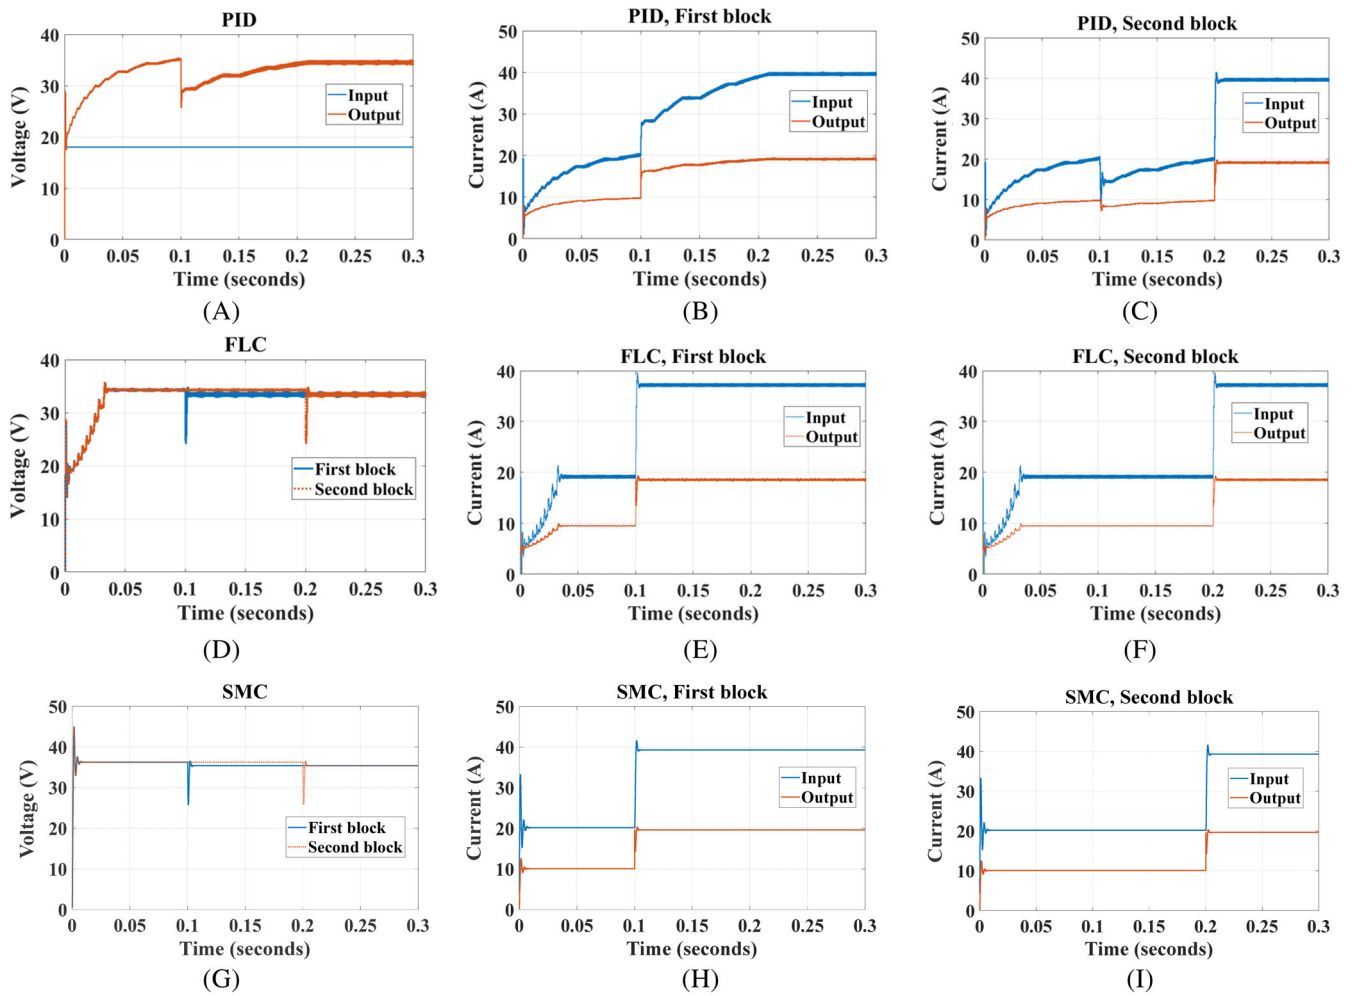 PID
Voltage (V)
40
30
20
10
0
Input
Output
0 0.05 0.1 0.15 0.2 0.25 0.3
Time (seconds)
(A)
PID, First block
Current (A)
50
40
30
20
10
0
Input
Output
0 0.05 0.1 0.15 0.2 0.25 0.3
Time (seconds)
(B)
PID, Second block
Current (A)
50
40
30
20
10
0
Input
Output
0 0.05 0.1 0.15 0.2 0.25 0.3
Time (seconds)
(C)
FLC
Voltage (V)
40
30
20
10
0
First block
Second block
0 0.05 0.1 0.15 0.2 0.25 0.3
Time (seconds)
(D)
FLC, First block
Current (A)
40
30
20
10
0
Input
Output
0 0.05 0.1 0.15 0.2 0.25 0.3
Time (seconds)
(E)
FLC, Second block
Current (A)
40
30
20
10
0
Input
Output
0 0.05 0.1 0.15 0.2 0.25 0.3
Time (seconds)
(F)
SMC
Voltage (V)
50
40
30
20
10
0
First block
Second block
0 0.05 0.1 0.15 0.2 0.25 0.3
Time (seconds)
(G)
SMC, First block
Current (A)
50
40
30
20
10
0
Input
Output
0 0.05 0.1 0.15 0.2 0.25 0.3
Time (seconds)
(H)
SMC, Second block
Current (A)
50
40
30
20
10
0
Input
Output
0 0.05 0.1 0.15 0.2 0.25 0.3
Time (seconds)
(I)